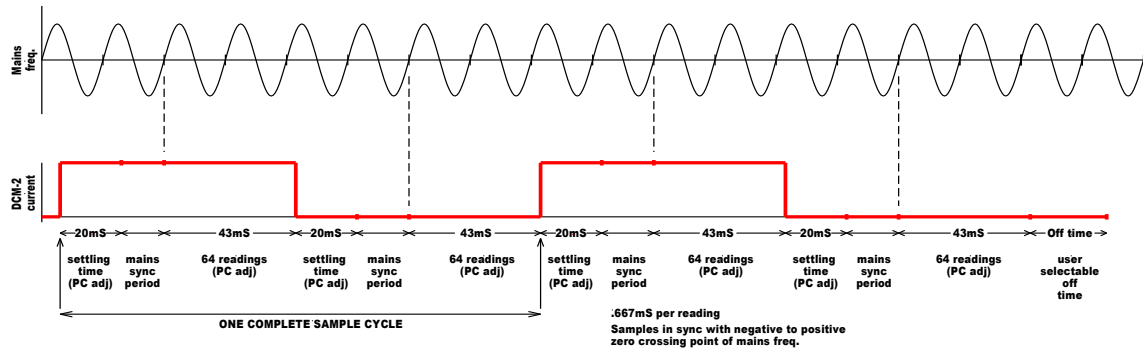 Mains
freq.
DCM-2
current
20mS
43mS
20mS
43mS
20mS
43mS
20mS
43mS
Off time
settling
time
(PC adj)
mains
sync
period
64 readings
(PC adj)
settling
time
(PC adj)
mains
sync
period
64 readings
(PC adj)
settling
time
(PC adj)
mains
sync
period
64 readings
(PC adj)
settling
time
(PC adj)
mains
sync
period
64 readings
(PC adj)
user
selectable
off
time
ONE COMPLETE SAMPLE CYCLE
.667mS per reading
Samples in sync with negative to positive
zero crossing point of mains freq.